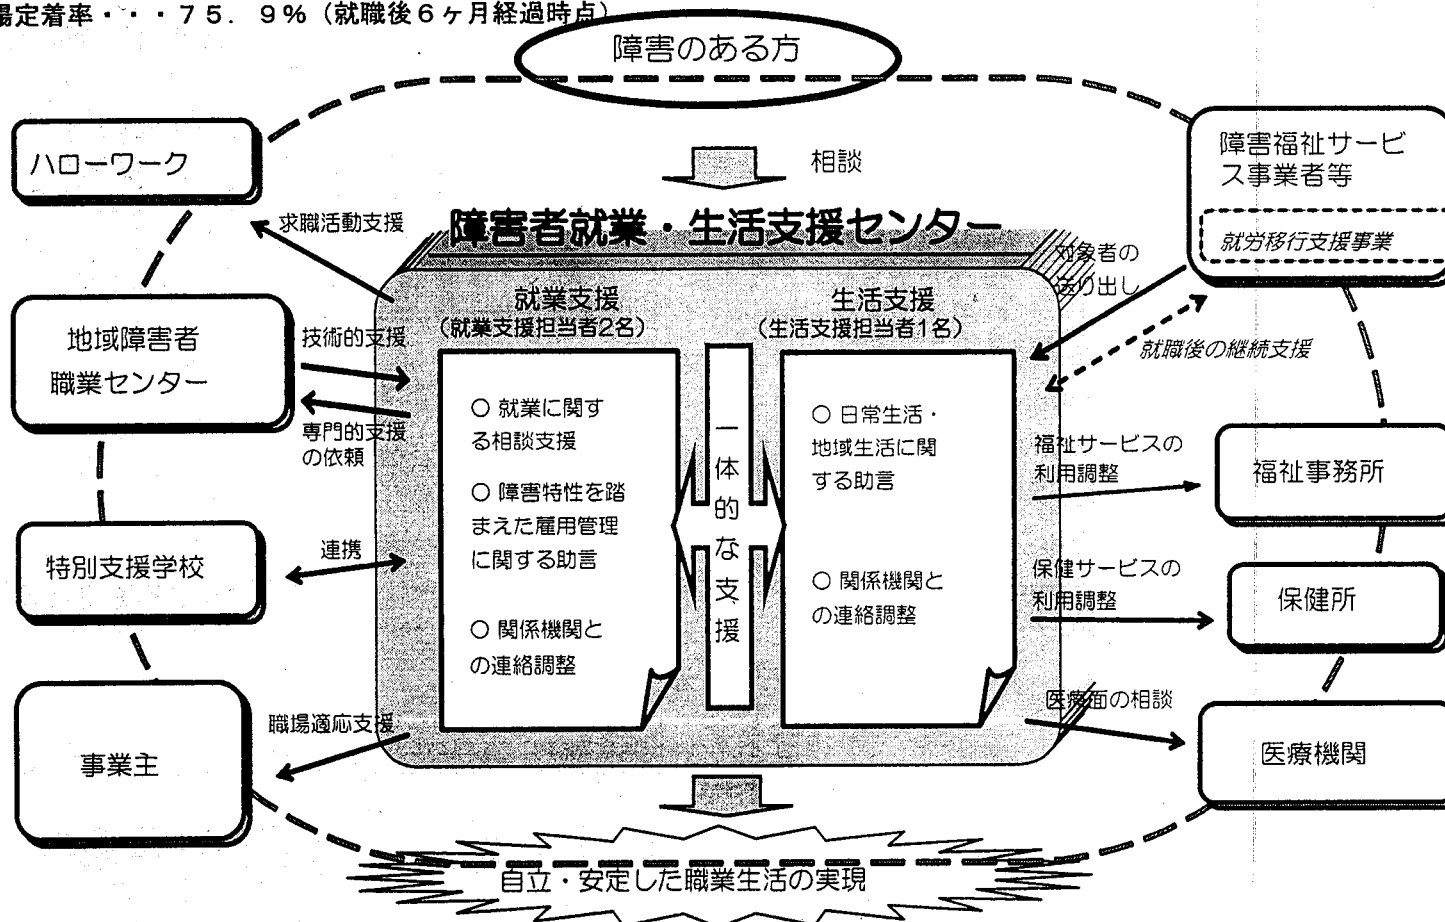 場定着率・・・７５．９％（就職後６ヶ月経過時点）
障害のある方
相談
ハローワーク
求職活動支援
地域障害者
職業センター
技術的支援
専門的支援
の依頼
特別支援学校
連携
事業主
職場適応支援
障害者就業・生活支援センター
就業支援
（就業支援担当者2名）
○ 就業に関す
る相談支援
○ 障害特性を踏
まえた雇用管理
に関する助言
○ 関係機関と
の連絡調整
一体的な支援
生活支援
（生活支援担当者1名）
○ 日常生活・
地域生活に関
する助言
○ 関係機関と
の連絡調整
障害福祉サービ
ス事業者等
就労移行支援事業
対象者の
送り出し
就職後の継続支援
福祉サービスの
利用調整
福祉事務所
保健サービスの
利用調整
保健所
医療面の相談
医療機関
自立・安定した職業生活の実現